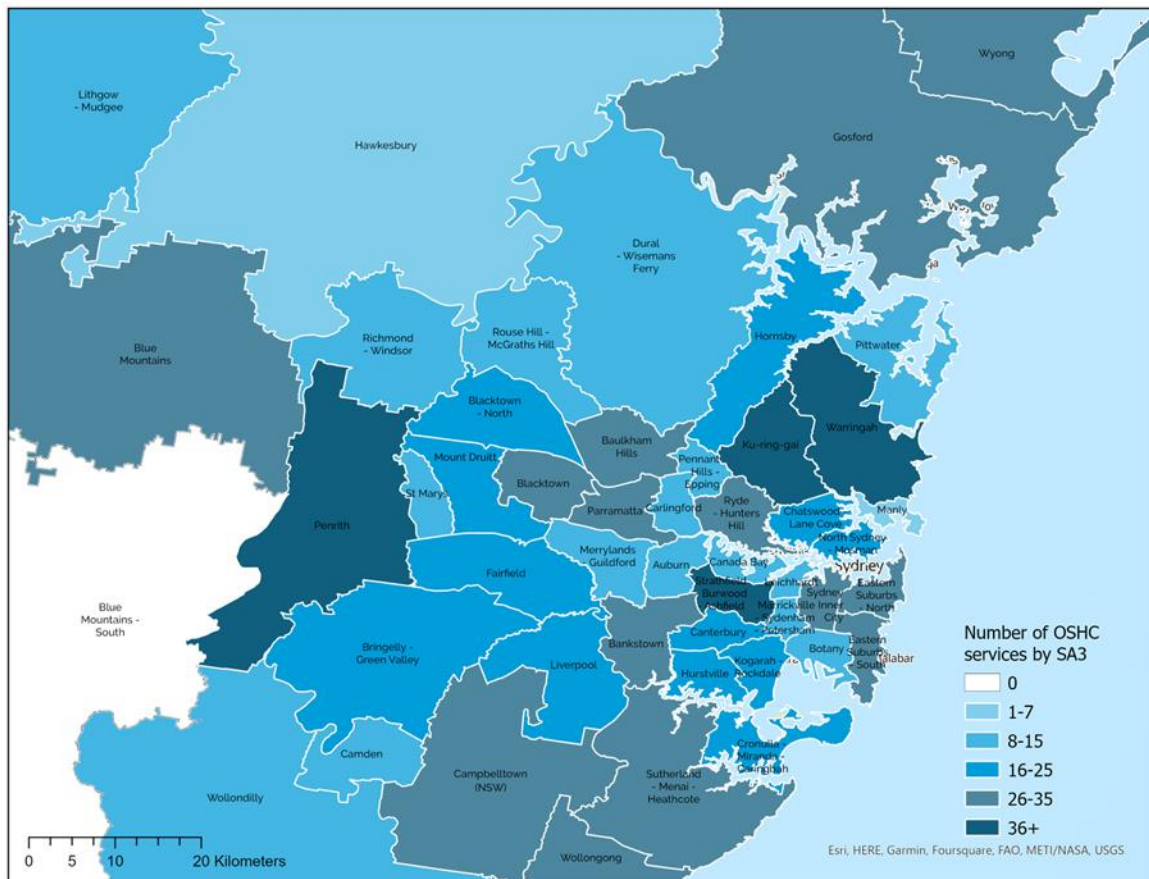 Wyong
Lithgow
- Mudgee
Gosford
Hawkesbury
Dural
- Wisemans
Ferry
Hornsby
Richmond
- Windsor
Rouse Hill -
McGraths Hill
Pittwater
Blue
Mountains
Blacktown
- North
Warringah
Baulkham
Hills
Ku-ring-gai
Mount Druitt
Pennant
Hills -
Epping
St Marys
Blacktown
Parramatta
Carlingford
Ryde
- Hunters
Hill
Chatswood
Lane Cove
Manly
Penrith
North Sydney
- Mosman
Merrylands
Guildford
Auburn
Canada Bay
Sydney
Fairfield
Strathfield
Burwood
Ashfield
Leichhardt
Sydney
Inner
City
Eastern
Suburbs
- North
Marrickville
- Sydenham
- Petersham
Blue
Mountains -
South
Bankstown
Canterbury
Botany
Eastern
Suburbs
- South
Bringelly -
Green Valley
Liverpool
Hurstville
Kogarah -
Rockdale
Malabar
Camden
Cronulla
Miranda -
Caringbah
Wollondilly
Campbelltown
(NSW)
Sutherland
- Menai -
Heathcote
Wollongong
Number of OSHC
services by SA3
0
1-7
8-15
16-25
26-35
36+
0 5 10 20 Kilometers
Esri, HERE, Garmin, Foursquare, FAO, METI/NASA, USGS